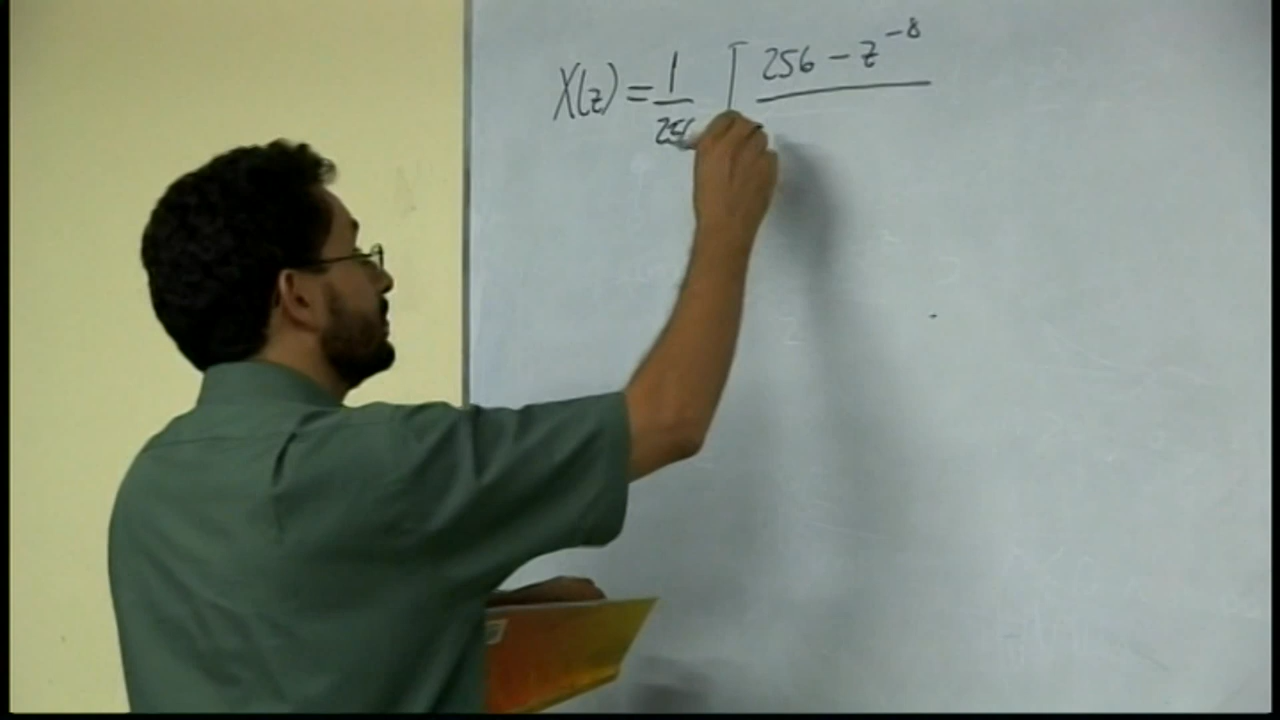 X(z) = 1/256 [ 256 - z^-8